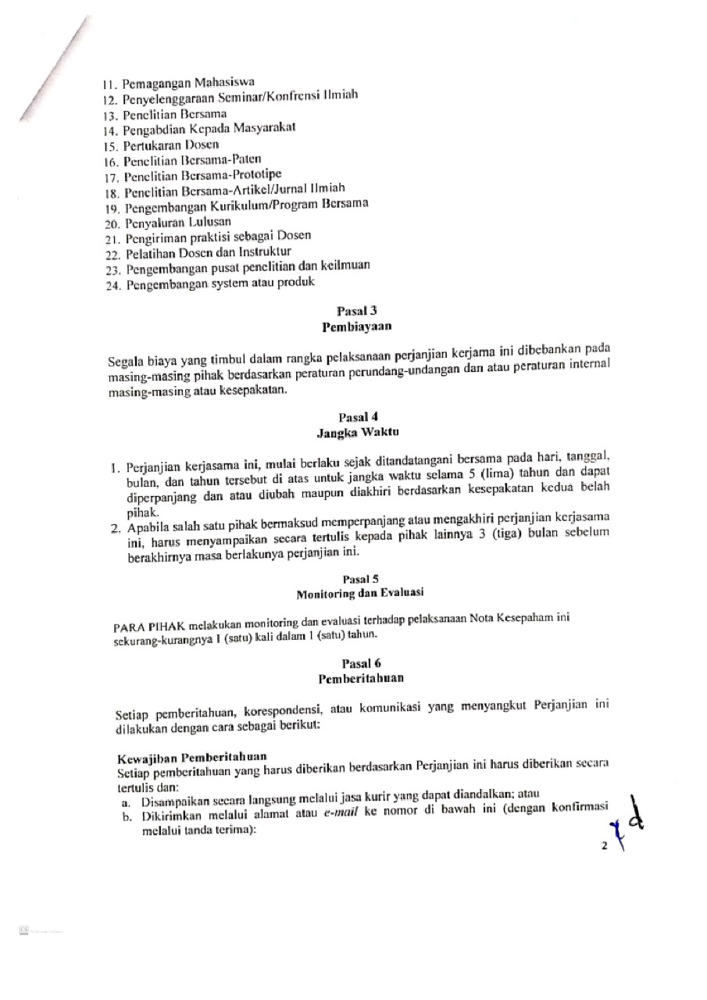 11. Pemagangan Mahasiswa
12. Penyelenggaraan Seminar/Konfrensi Ilmiah
13. Penelitian Bersama
14. Pengabdian Kepada Masyarakat
15. Pertukaran Dosen
16. Penelitian Bersama-Paten
17. Penelitian Bersama-Prototipe
18. Penelitian Bersama-Artikel/Jurnal Ilmiah
19. Pengembangan Kurikulum/Program Bersama
20. Penyaluran Lulusan
21. Pengiriman praktisi sebagai Dosen
22. Pelatihan Dosen dan Instruktur
23. Pengembangan pusat penelitian dan keilmuan
24. Pengembangan system atau produk
Pasal 3
Pembiayaan
Segala biaya yang timbul dalam rangka pelaksanaan perjanjian kerjama ini dibebankan pada
masing-masing pihak berdasarkan peraturan perundang-undangan dan atau peraturan internal
masing-masing atau kesepakatan.
Pasal 4
Jangka Waktu
1. Perjanjian kerjasama ini, mulai berlaku sejak ditandatangani bersama pada hari, tanggal,
bulan, dan tahun tersebut di atas untuk jangka waktu selama 5 (lima) tahun dan dapat
diperpanjang dan atau diubah maupun diakhiri berdasarkan kesepakatan kedua belah
pihak.
2. Apabila salah satu pihak bermaksud memperpanjang atau mengakhiri perjanjian kerjasama
ini, harus menyampaikan secara tertulis kepada pihak lainnya 3 (tiga) bulan sebelum
berakhirnya masa berlakunya perjanjian ini.
Pasal 5
Monitoring dan Evaluasi
PARA PIHAK melakukan monitoring dan evaluasi terhadap pelaksanaan Nota Kesepaham ini
sekurang-kurangnya 1 (satu) kali dalam 1 (satu) tahun.
Pasal 6
Pemberitahuan
Setiap pemberitahuan, korespondensi, atau komunikasi yang menyangkut Perjanjian ini
dilakukan dengan cara sebagai berikut:
Kewajiban Pemberitahuan
Setiap pemberitahuan yang harus diberikan berdasarkan Perjanjian ini harus diberikan secara
tertulis dan:
a. Disampaikan secara langsung melalui jasa kurir yang dapat diandalkan; atau
b. Dikirimkan melalui alamat atau e-mail ke nomor di bawah ini (dengan konfirmasi
melalui tanda terima):
2
CS